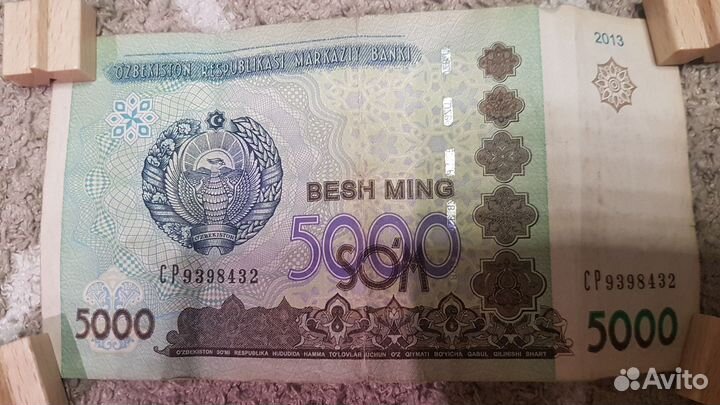 O'ZBEKISTON RESPUBLIKASI MARKAZIY BANKI
2013
O'ZBEKISTON
BESH MING
5000
SO'M
CP9398432
CP9398432
5000
5000
O'ZBEKISTON SO'MI RESPUBLIKA HUDUDIDA HAMMA TO'LOVLAR UCHUN O'Z QIYMATI BO'YICHA QABUL QILINISHI SHART
Avito